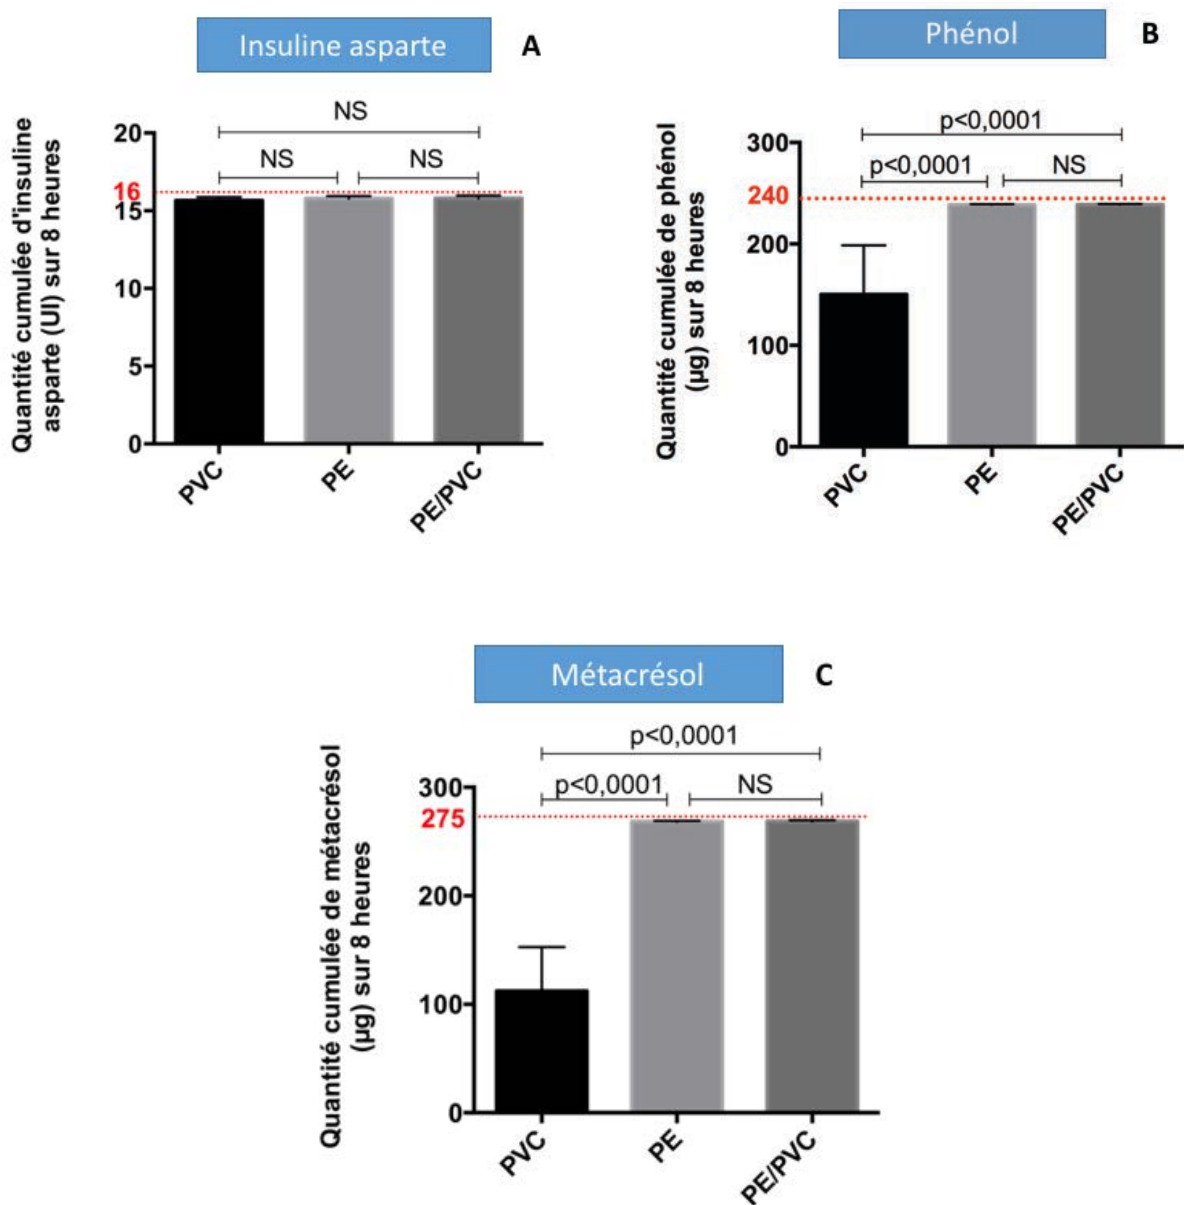 Insuline asparte
A
Quantité cumulée d'insuline
asparte (UI) sur 8 heures
20
16
15
10
5
0
NS
NS
NS
PVC
PE
PE/PVC
Phénol
B
Quantité cumulée de phénol
(µg) sur 8 heures
300
240
200
100
0
p<0,0001
p<0,0001
NS
PVC
PE
PE/PVC
Métacrésol
C
Quantité cumulée de métacrésol
(µg) sur 8 heures
300
275
200
100
0
p<0,0001
p<0,0001
NS
PVC
PE
PE/PVC